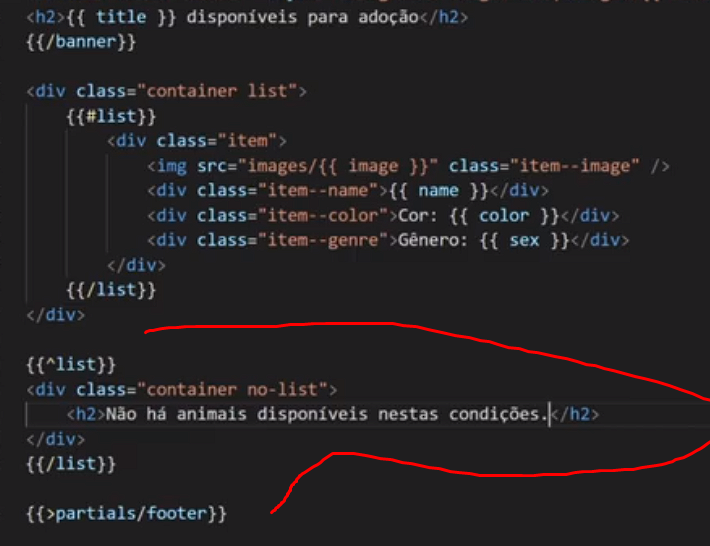 <h2>{{ title }} disponíveis para adoção</h2>
{{/banner}}
<div class="container list">
{{#list}}
<div class="item">
<img src="images/{{ image }}" class="item--image" />
<div class="item--name">{{ name }}</div>
<div class="item--color">Cor: {{ color }}</div>
<div class="item--genre">Gênero: {{ sex }}</div>
</div>
{{/list}}
</div>
{{^list}}
<div class="container no-list">
<h2>Não há animais disponíveis nestas condições.</h2>
</div>
{{/list}}
{{>partials/footer}}